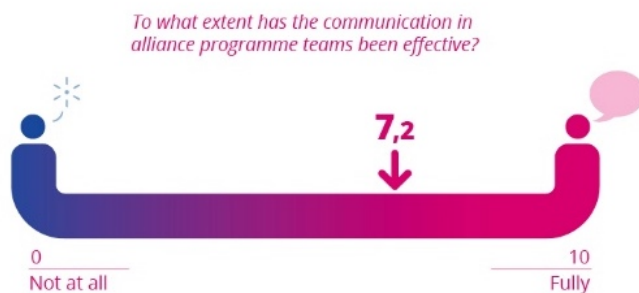 To what extent has the communication in
alliance programme teams been effective?
7,2
0
10
Not at all
Fully